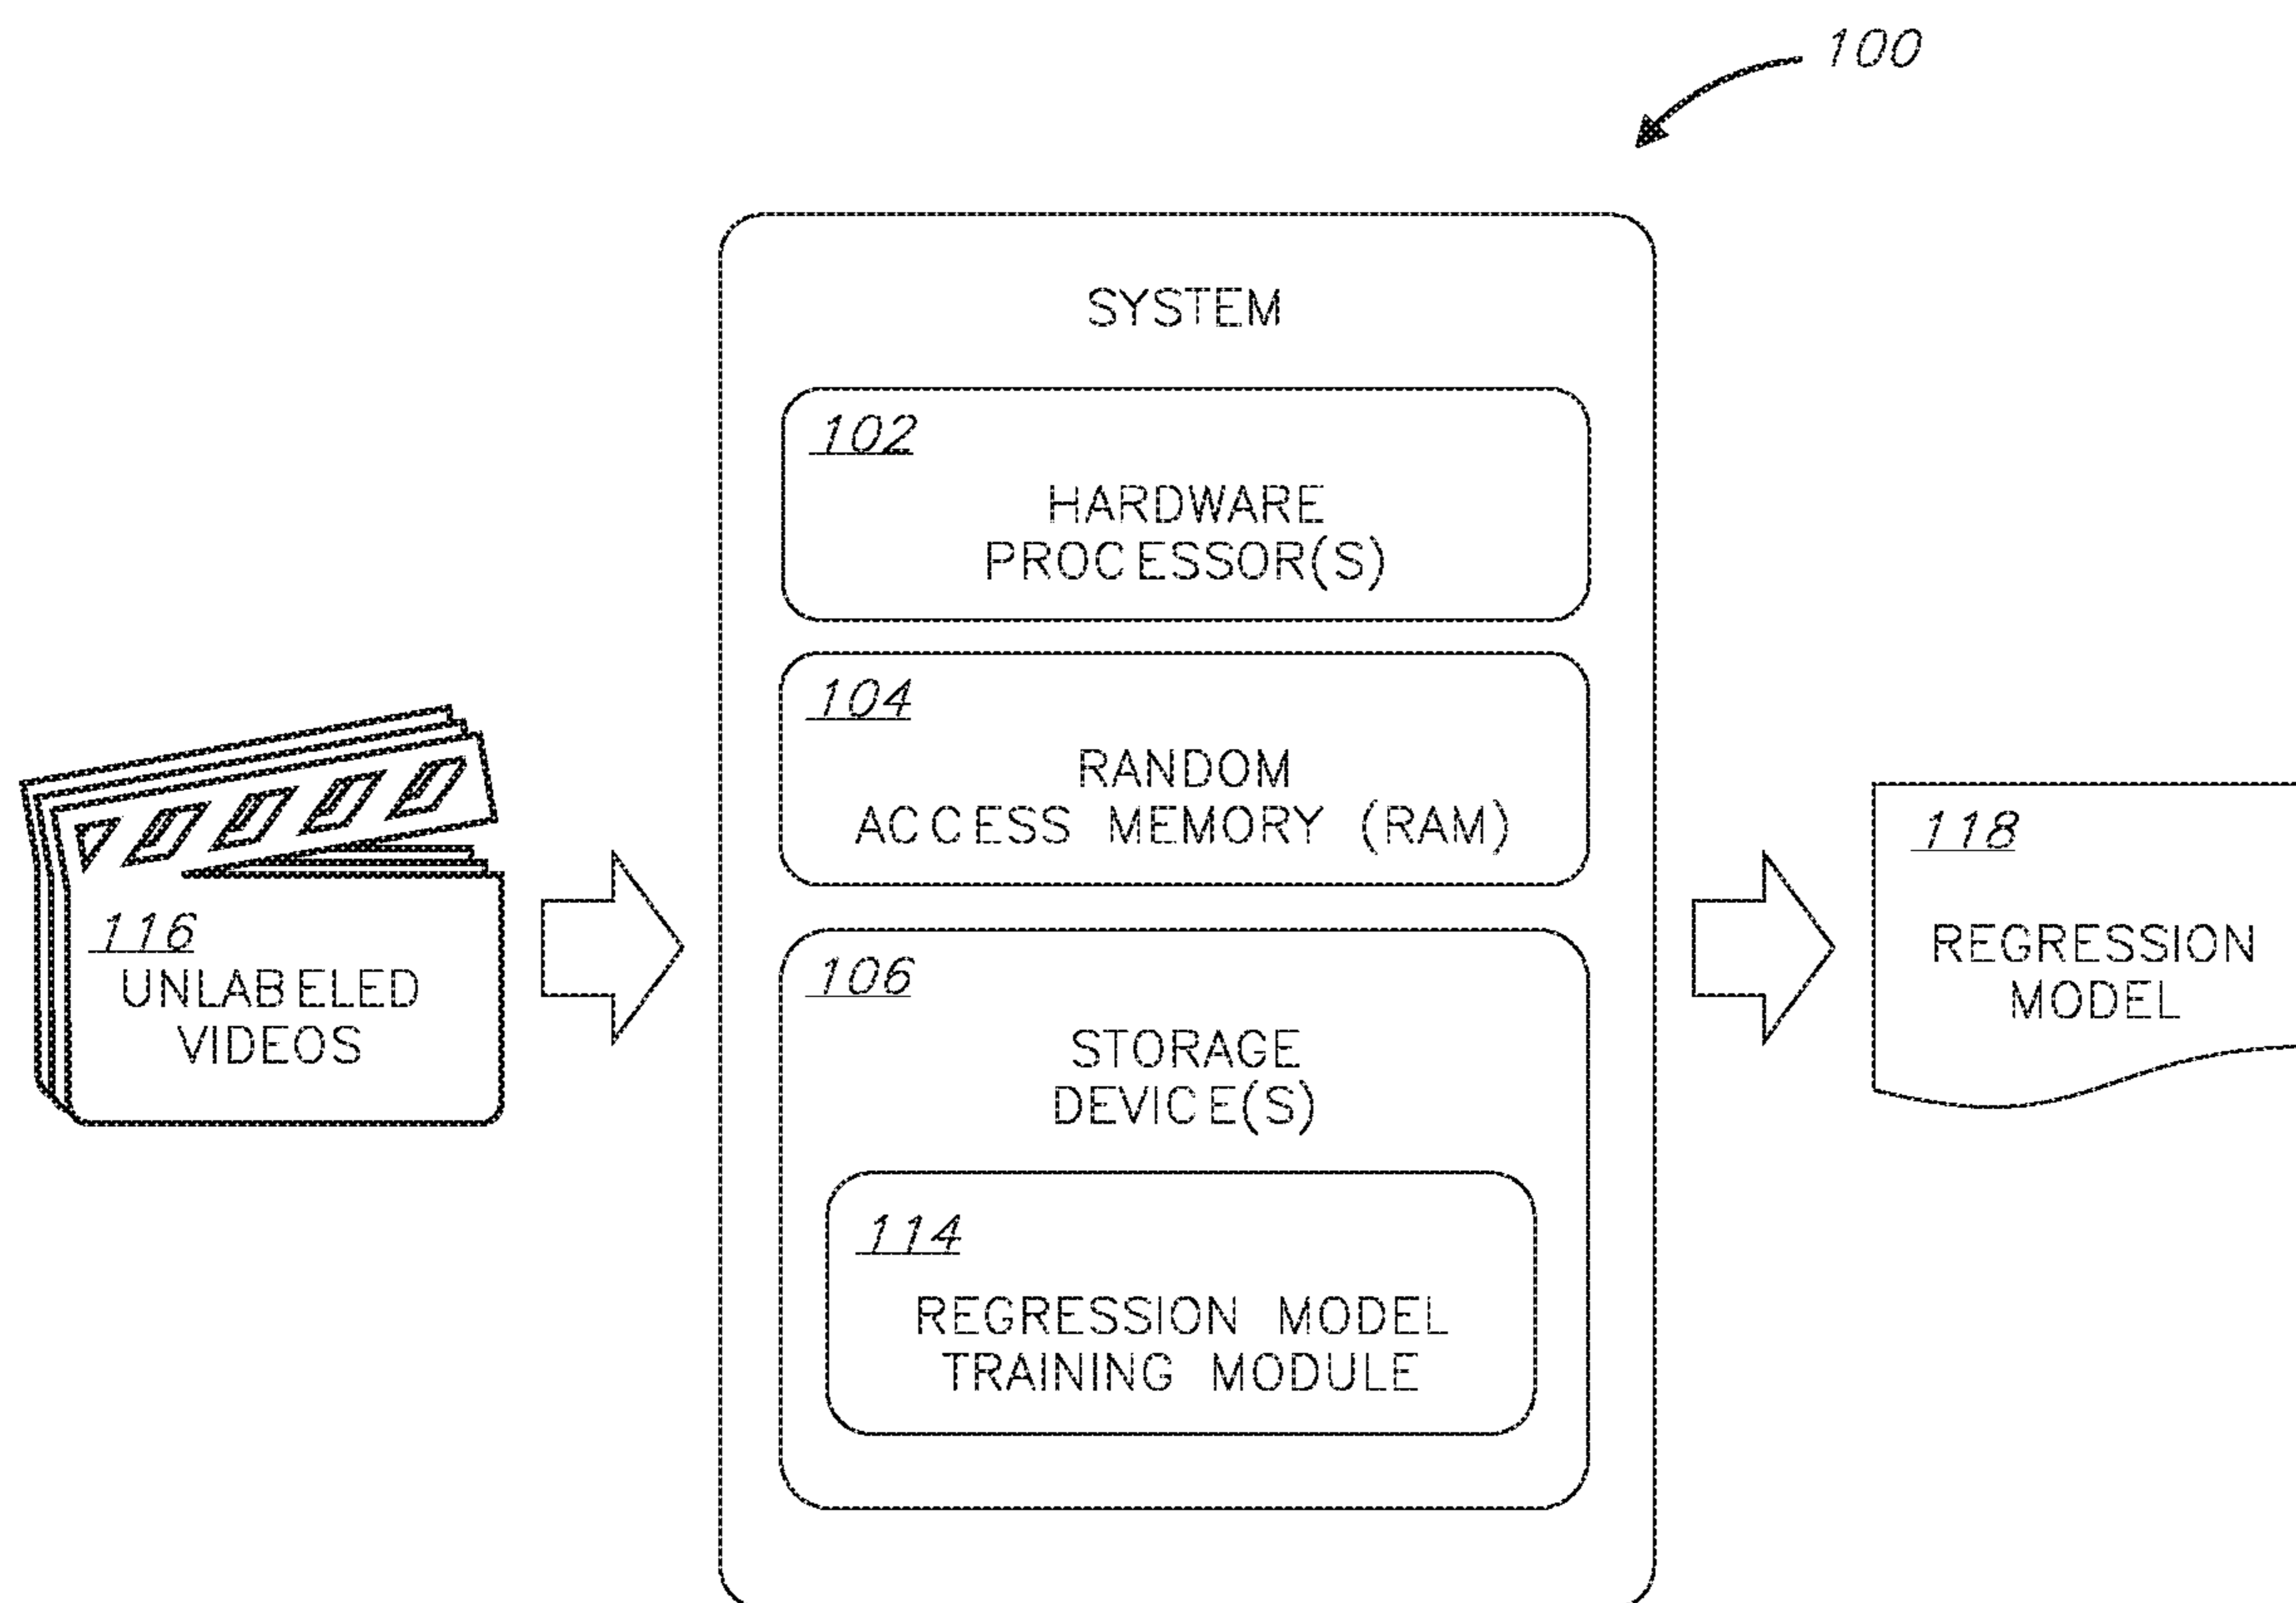 100
SYSTEM
102
HARDWARE
PROCESSOR(S)
104
RANDOM
ACCESS MEMORY (RAM)
116
UNLABELED
VIDEOS
106
STORAGE
DEVICE(S)
114
REGRESSION MODEL
TRAINING MODULE
118
REGRESSION
MODEL